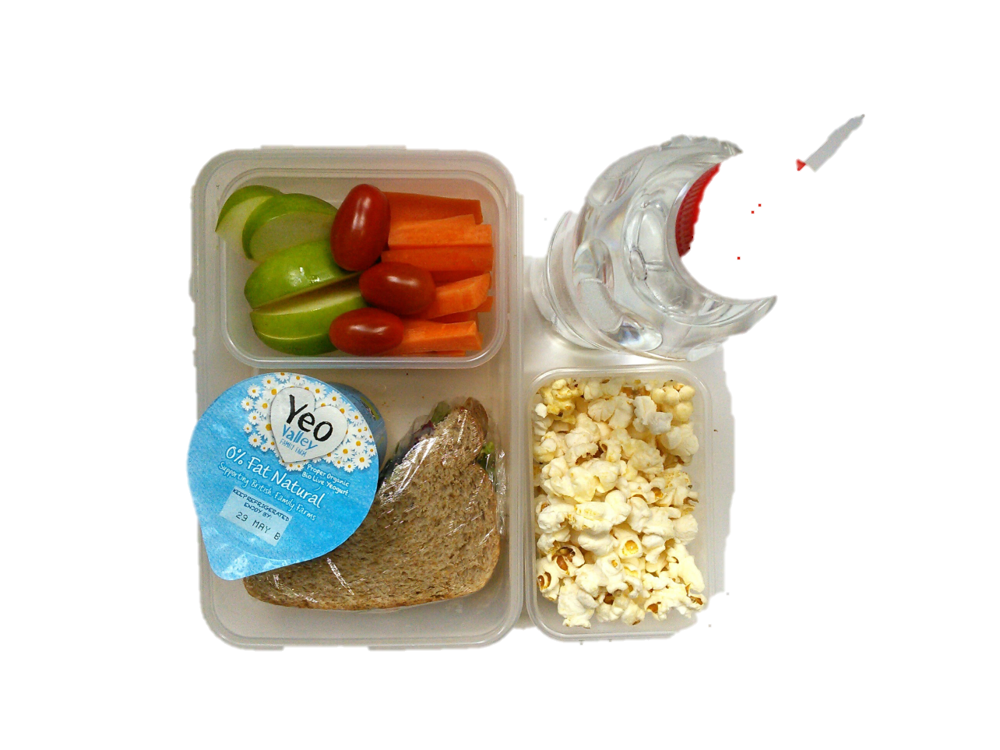 Yeo
Valley
FAMILY FARM
0% Fat Natural
Proper Organic
Bio Live Yeogurt
Supporting British Family Farms
KEEP REFRIGERATED
ENJOY BY:
29 MAY B